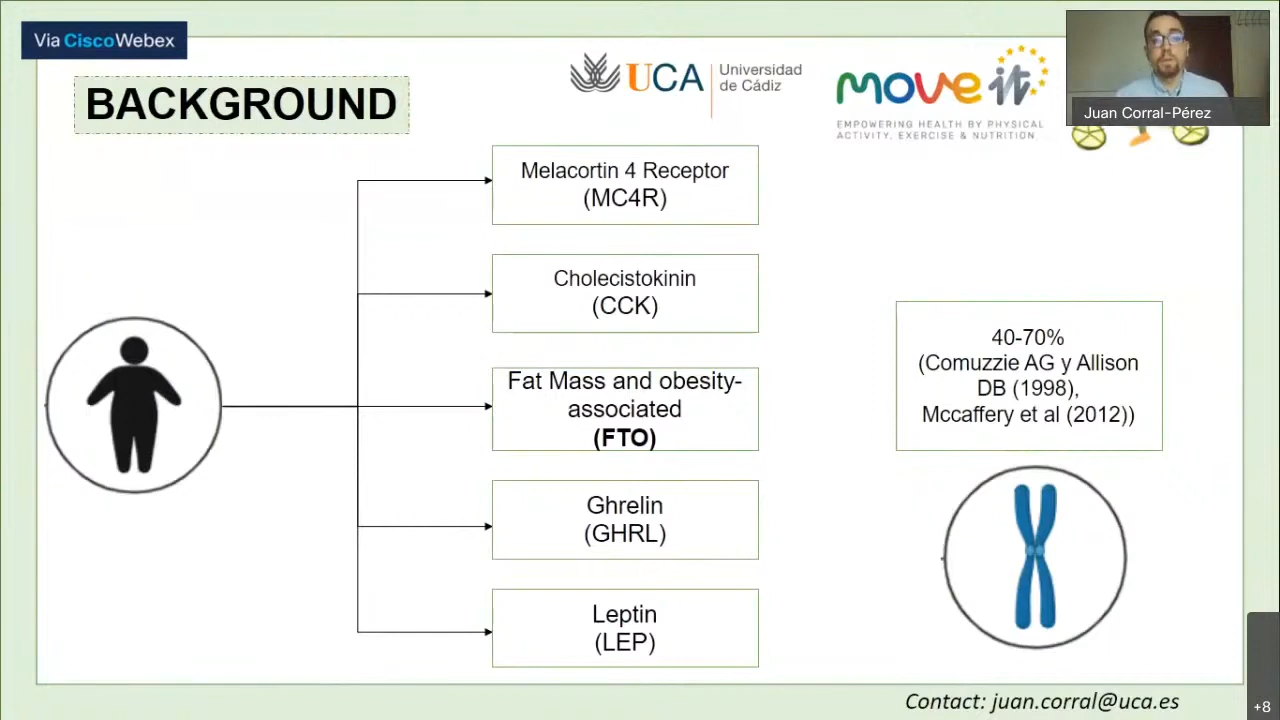 Via CiscoWebex
BACKGROUND
UCA
Universidad
de Cádiz
move it
EMPOWERING HEALTH BY PHYSICAL
ACTIVITY, EXERCISE & NUTRITION.
Juan Corral-Pérez
Melacortin 4 Receptor
(MC4R)
Cholecistokinin
(CCK)
Fat Mass and obesity-
associated
(FTO)
Ghrelin
(GHRL)
Leptin
(LEP)
40-70%
(Comuzzie AG y Allison
DB (1998),
Mccaffery et al (2012))
Contact: juan.corral@uca.es
+8